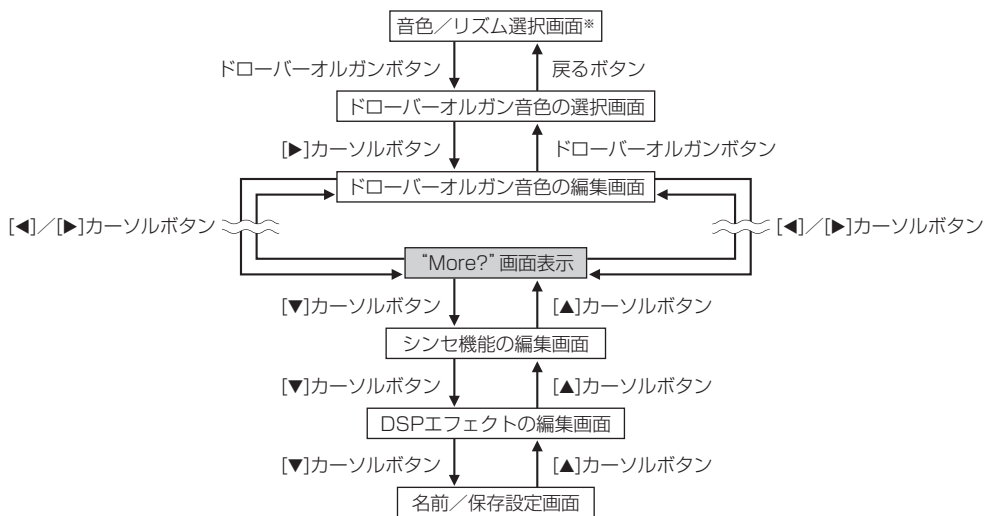 音色／リズム選択画面※
ドローバーオルガンボタン 戻るボタン
ドローバーオルガン音色の選択画面
[▶]カーソルボタン ドローバーオルガンボタン
ドローバーオルガン音色の編集画面
[◀]／[▶]カーソルボタン [◀]／[▶]カーソルボタン
“More?” 画面表示
[▼]カーソルボタン [▲]カーソルボタン
シンセ機能の編集画面
[▼]カーソルボタン [▲]カーソルボタン
DSPエフェクトの編集画面
[▼]カーソルボタン [▲]カーソルボタン
名前／保存設定画面